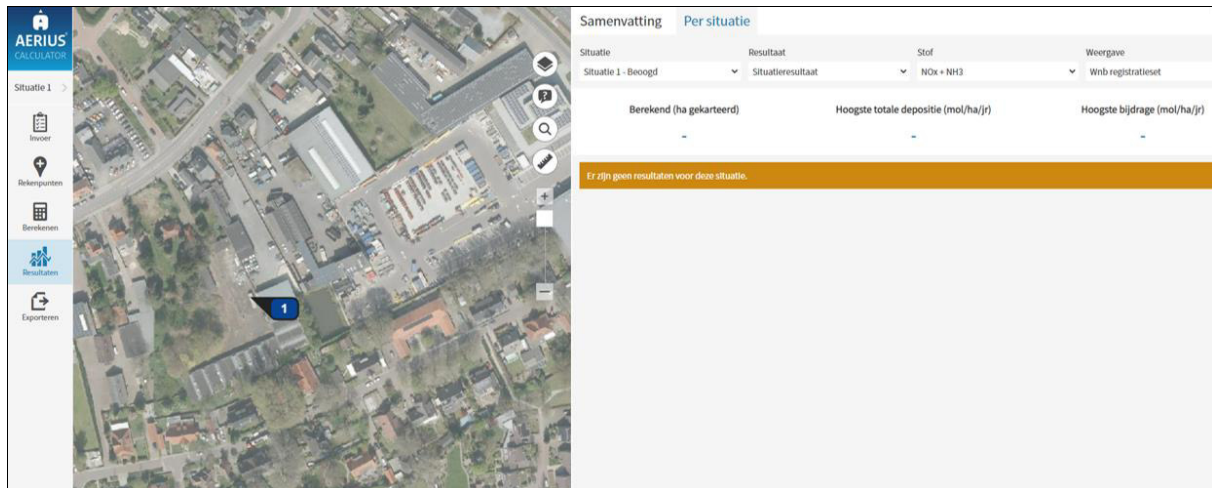 AERIUS
CALCULATOR
Situatie 1
Invoer
Rekenpunten
Berekenen
Resultaten
Exporteren
1
Samenvatting Per situatie
Situatie Resultaat Stof Weergave
Situatie 1 - Beoogd Situatieresultaat NOx + NH3 Wnb registratieset
Berekend (ha gekarteerd) Hoogste totale depositie (mol/ha/jr) Hoogste bijdrage (mol/ha/jr)
- - -
Er zijn geen resultaten voor deze situatie.